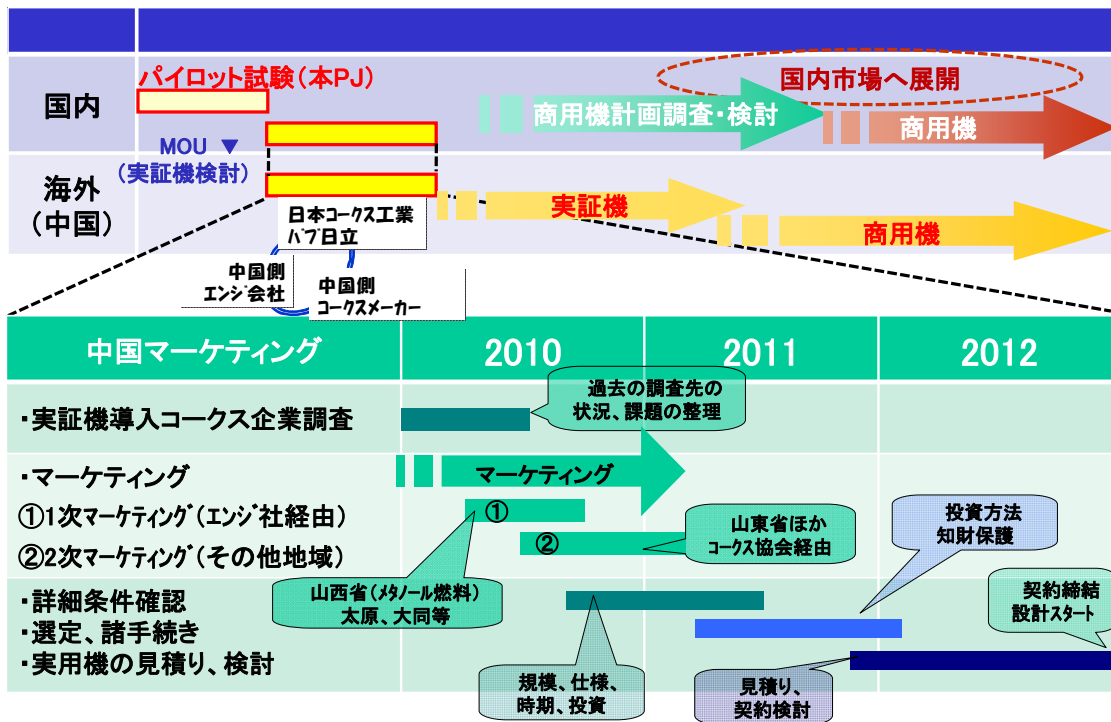 パイロット試験(本PJ)
国内市場へ展開
国内
商用機計画調査・検討
商用機
MOU ▼
(実証機検討)
海外
(中国)
実証機
商用機
日本コークス工業
バブ日立
中国側
エンジ会社
中国側
コークスメーカー
中国マーケティング
2010
2011
2012
・実証機導入コークス企業調査
過去の調査先の
状況、課題の整理
・マーケティング
マーケティング
①1次マーケティング(エンジ社経由)
①
②2次マーケティング(その他地域)
②
山東省ほか
コークス協会経由
投資方法
知財保護
山西省(メタノール燃料)
太原、大同等
契約締結
設計スタート
・詳細条件確認
・選定、諸手続き
・実用機の見積り、検討
規模、仕様、
時期、投資
見積り、
契約検討